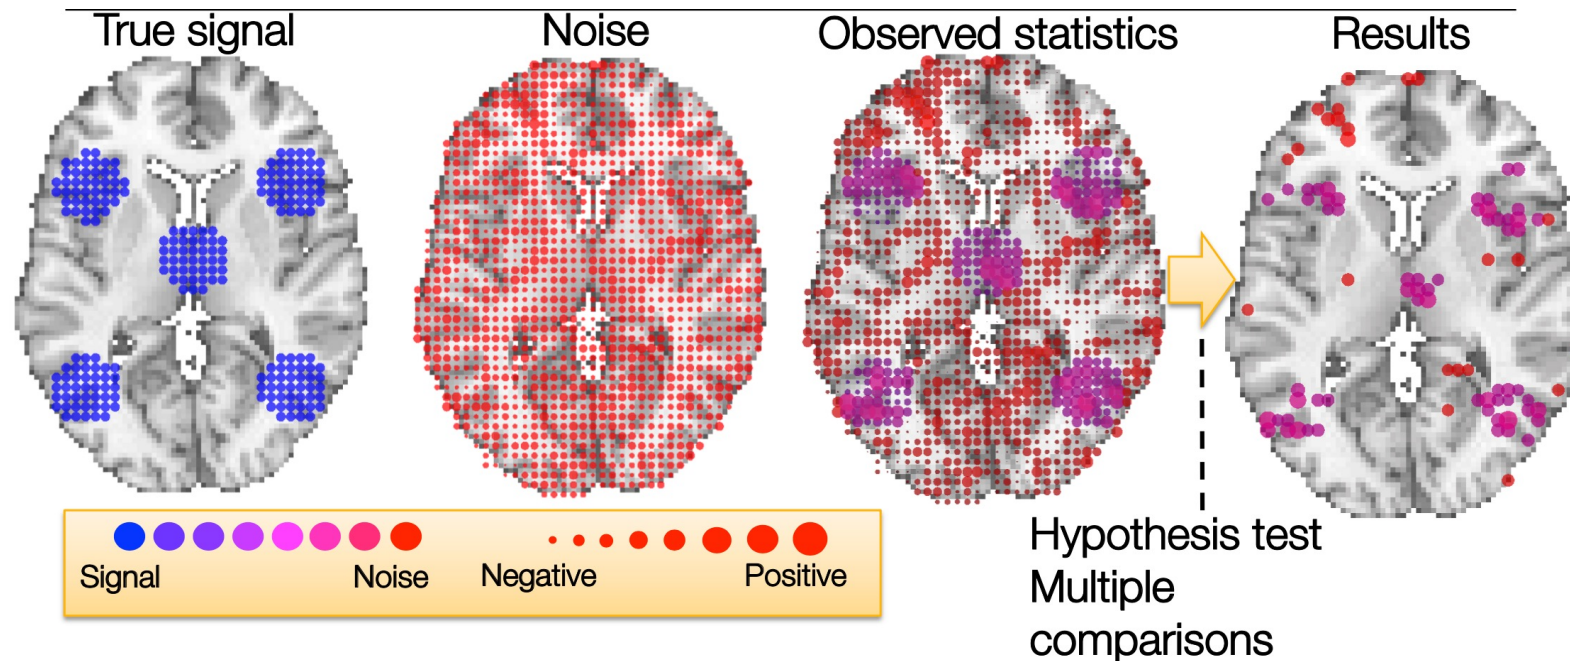 True signal
Noise
Observed statistics
Results
Signal
Noise
Negative
Positive
Hypothesis test
Multiple
comparisons